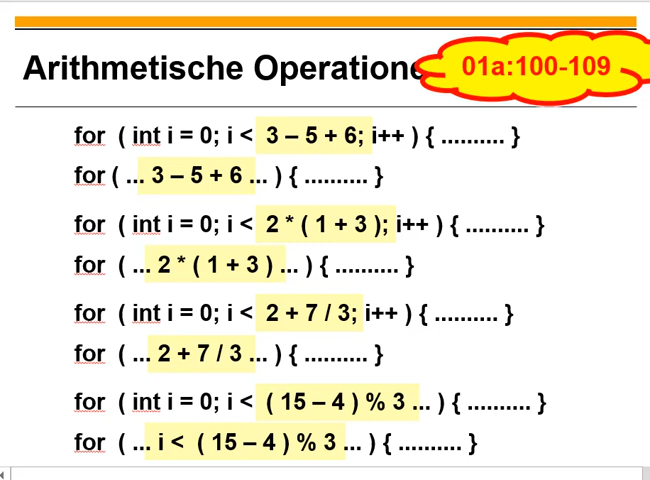 Arithmetische Operatione
01a:100-109
for ( int i = 0; i < 3 – 5 + 6; i++ ) { .......... }
for ( ... 3 – 5 + 6 ... ) { .......... }
for ( int i = 0; i < 2 * ( 1 + 3 ); i++ ) { .......... }
for ( ... 2 * ( 1 + 3 ) ... ) { .......... }
for ( int i = 0; i < 2 + 7 / 3; i++ ) { .......... }
for ( ... 2 + 7 / 3 ... ) { .......... }
for ( int i = 0; i < ( 15 – 4 ) % 3 ... ) { .......... }
for ( ... i < ( 15 – 4 ) % 3 ... ) { .......... }